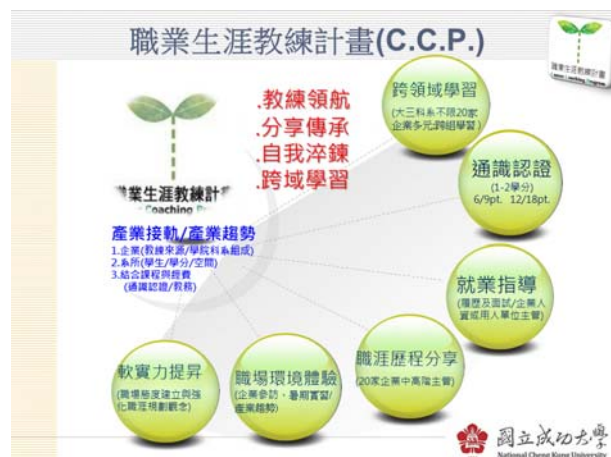 職業生涯教練計畫(C.C.P.)
.教練領航
.分享傳承
.自我淬鍊
.跨域學習
職業生涯教練計
Coaching
產業接軌/產業趨勢
1.企業(教練來源/學院科系組成)
2.系所(學生/學分/空間)
3.結合課程與經費
(通識認證/教務)
跨領域學習
(大三科系不限20家
企業多元;跨組學習)
通識認證
(1-2學分)
6/9pt. 12/18pt.
就業指導
(履歷及面試/企業人
資或用人單位主管)
職涯歷程分享
(20家企業中高階主管)
職場環境體驗
(企業參訪、暑期實習/
產業趨勢)
軟實力提昇
(職場態度建立與強
化職涯規劃觀念)
國立成功大學
National Cheng Kung University